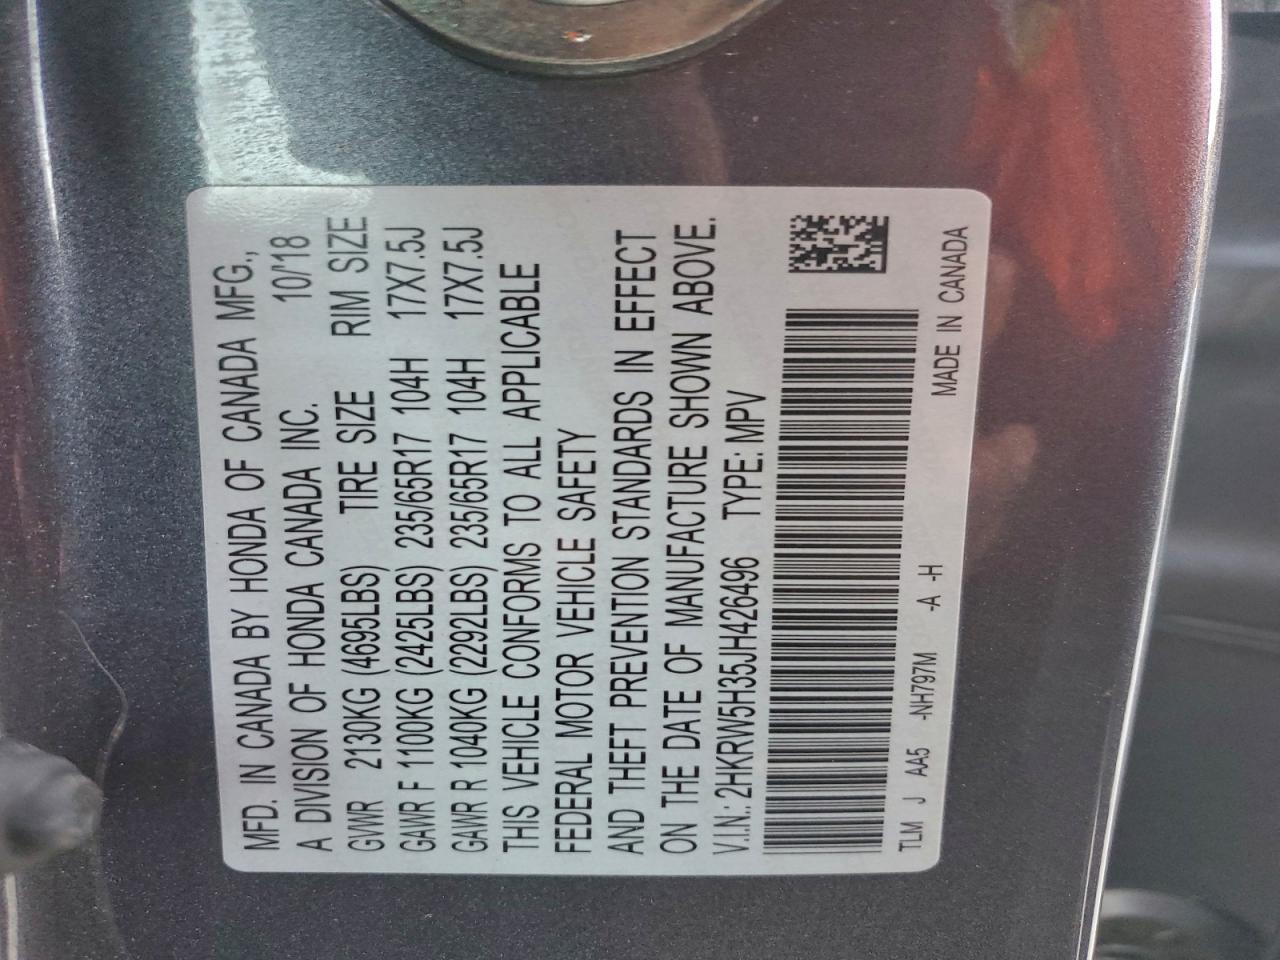 MFD. IN CANADA BY HONDA OF CANADA MFG.,
A DIVISION OF HONDA CANADA INC. 10/'18
GVWR 2130KG (4695LBS) TIRE SIZE RIM SIZE
GAWR F 1100KG (2425LBS) 235/65R17 104H 17X7.5J
GAWR R 1040KG (2292LBS) 235/65R17 104H 17X7.5J
THIS VEHICLE CONFORMS TO ALL APPLICABLE
FEDERAL MOTOR VEHICLE SAFETY
AND THEFT PREVENTION STANDARDS IN EFFECT
ON THE DATE OF MANUFACTURE SHOWN ABOVE.
V.I.N.: 2HKRW5H35JH426496 TYPE: MPV
TLM J AA5 -NH797M -A -H
MADE IN CANADA